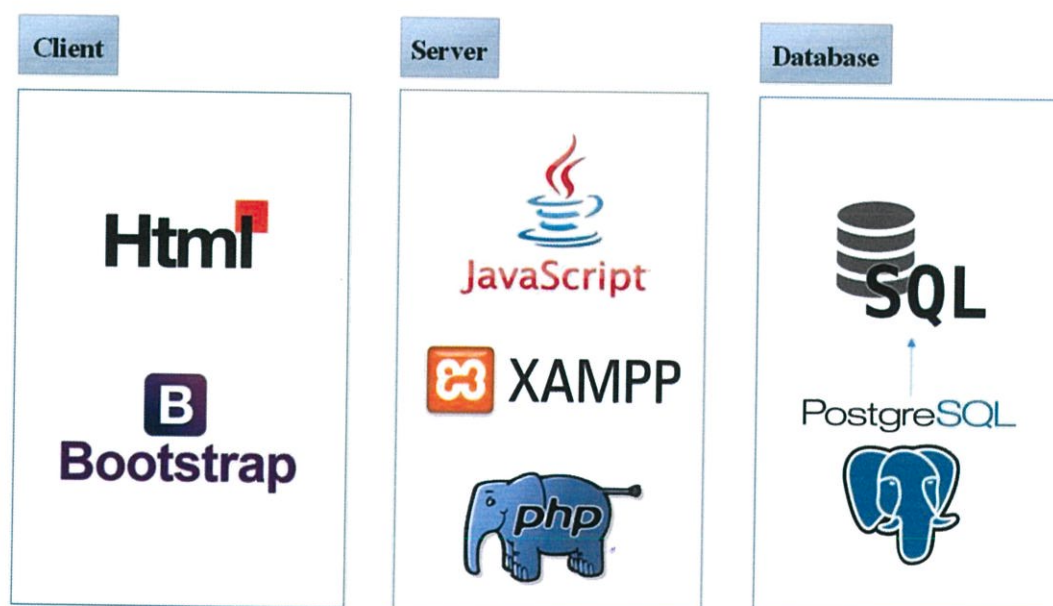 Client
Html
B
Bootstrap
Server
JavaScript
XAMPP
php
Database
SQL
PostgreSQL